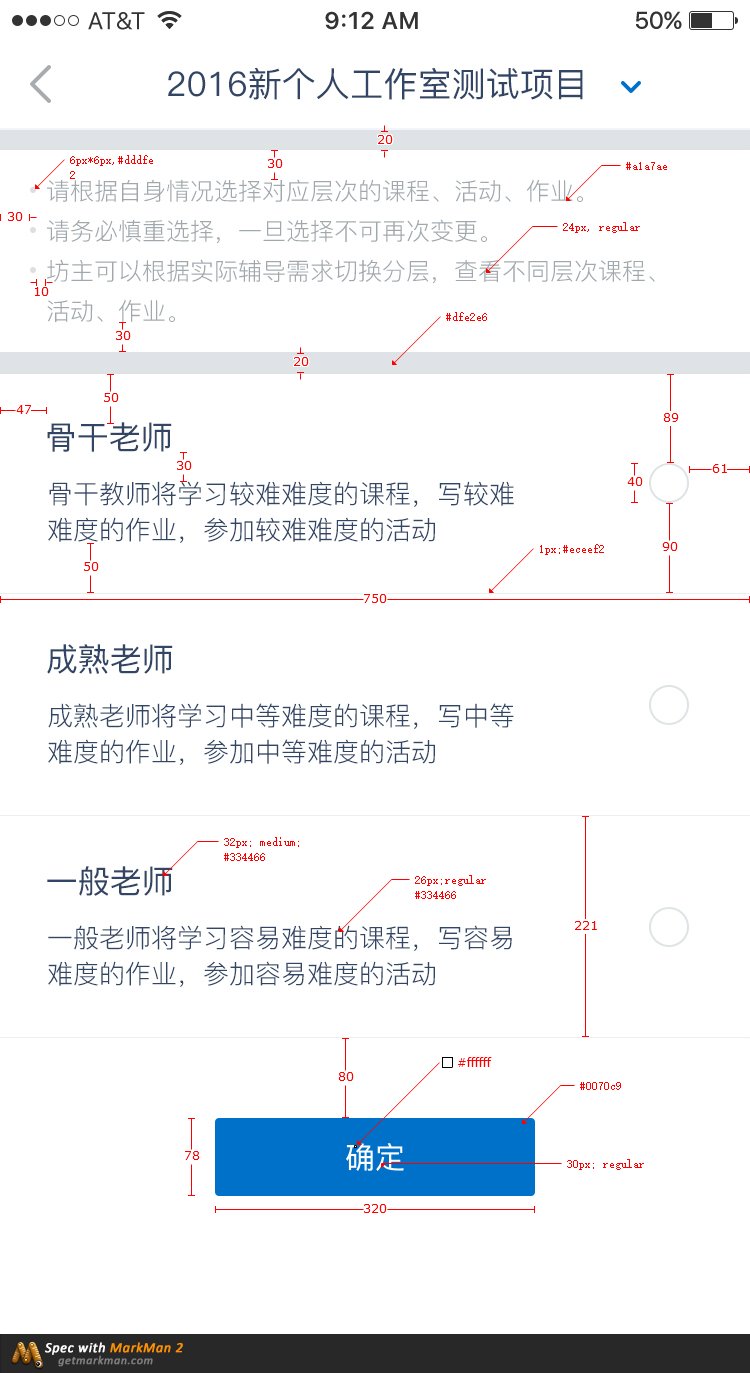 AT&T 9:12 AM 50%
2016新个人工作室测试项目
20
6px*6px,#dddfe
2
30
#a1a7ae
请根据自身情况选择对应层次的课程、活动、作业。
30
请务必慎重选择，一旦选择不可再次变更。
24px, regular
坊主可以根据实际辅导需求切换分层，查看不同层次课程、
10
活动、作业。
#dfe2e6
30
20
50
47
89
骨干老师
30
61
40
骨干教师将学习较难难度的课程，写较难
难度的作业，参加较难难度的活动
90
1px;#eceef2
50
750
成熟老师
成熟老师将学习中等难度的课程，写中等
难度的作业，参加中等难度的活动
32px; medium;
#334466
一般老师
26px;regular
#334466
221
一般老师将学习容易难度的课程，写容易
难度的作业，参加容易难度的活动
80
#ffffff
#0070c9
78
确定
30px; regular
320
Spec with MarkMan 2
getmarkman.com